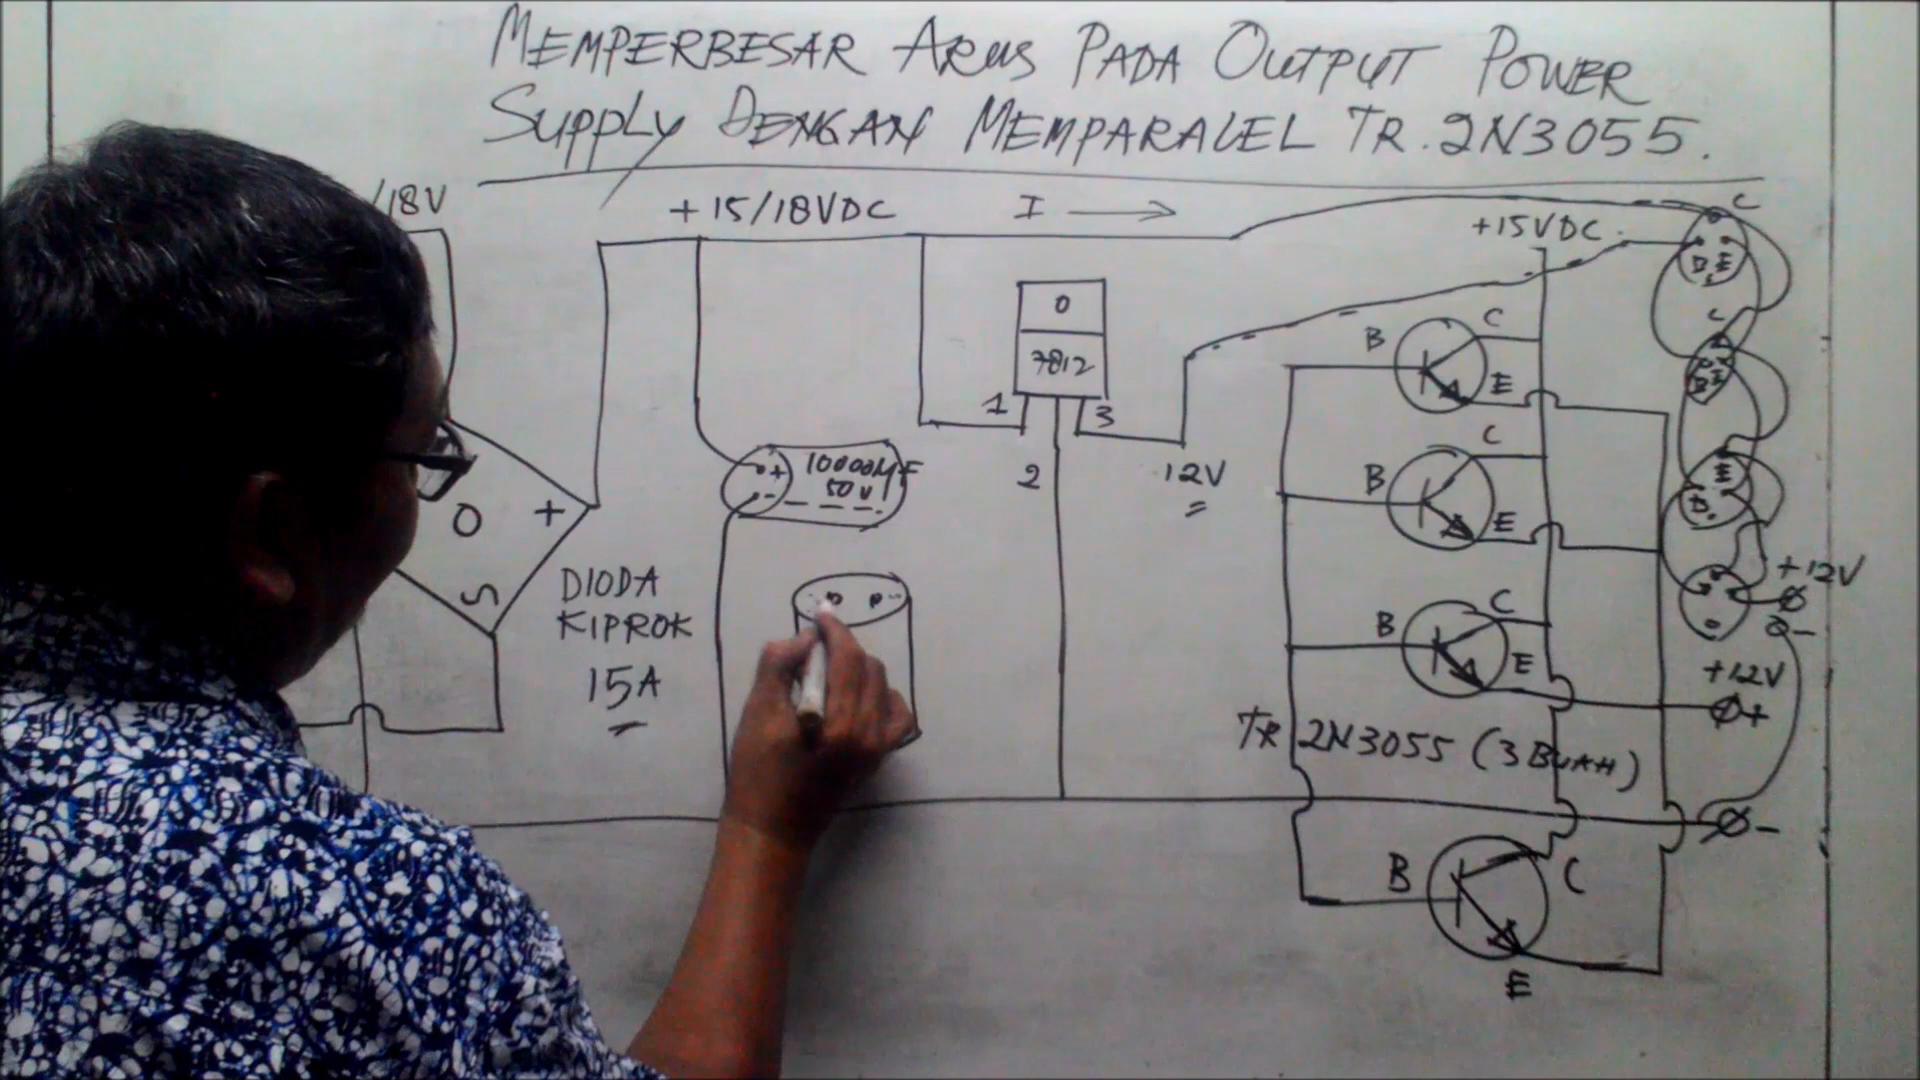 MEMPERBESAR ARUS PADA OUTPUT POWER
SUPPLY DENGAN MEMPARALEL TR. 2N3055.
/18V
+15/18VDC
I →
+15VDC
C
B E
O
7812
1
3
2
12V
=
+
O
S
DIODA
KIPROK
15A
+
10000MF
-
50V
B
C
E
B
C
E
B
C
E
C
B E
E
B
+12V
-
+12V
+
TR 2N3055 (3 BUAH)
-
B
C
E